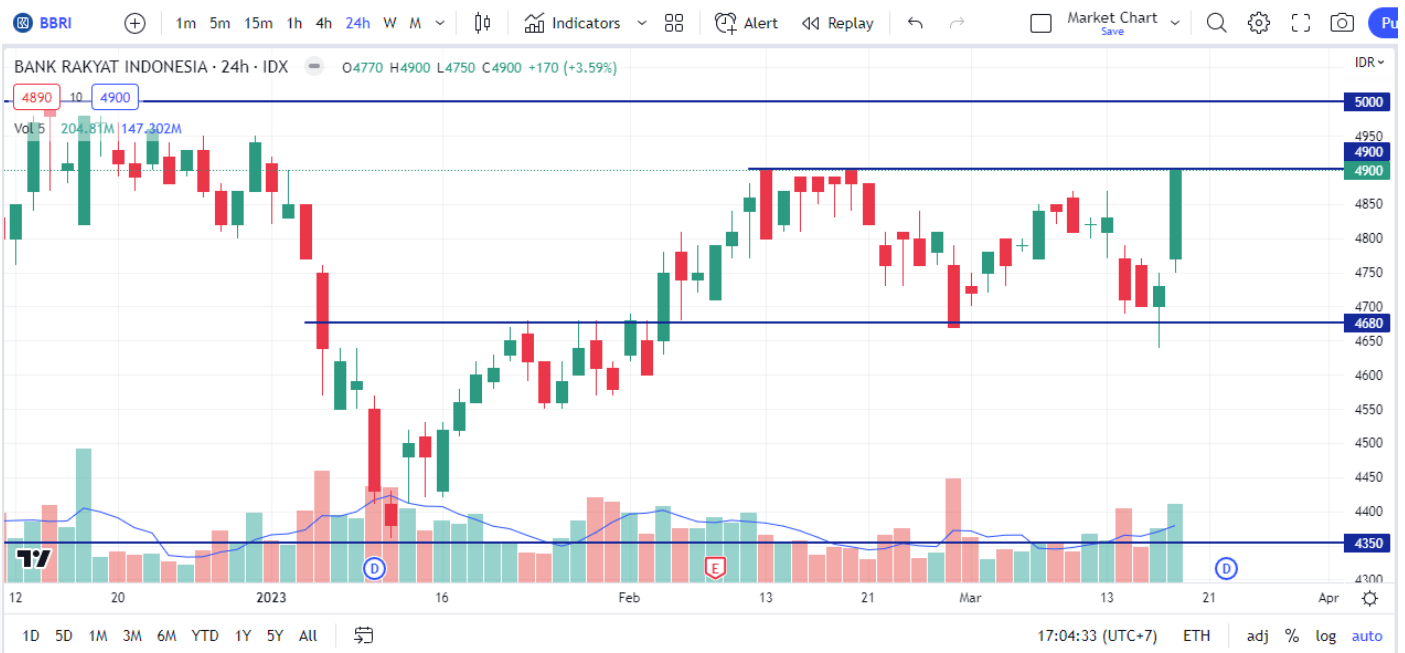 BBRI 1m 5m 15m 1h 4h 24h W M Indicators Alert Replay Market Chart Save
BANK RAKYAT INDONESIA · 24h · IDX O4770 H4900 L4750 C4900 +170 (+3.59%) IDR
4890 10 4900 5000
Vol 5 204.81M 147.302M 4950
4900
4900
4850
4800
4750
4700
4680
4650
4600
4550
4500
4450
4400
4350
D E D
4300
12 20 2023 16 Feb 13 21 Mar 13 21 Apr
1D 5D 1M 3M 6M YTD 1Y 5Y All 17:04:33 (UTC+7) ETH adj % log auto